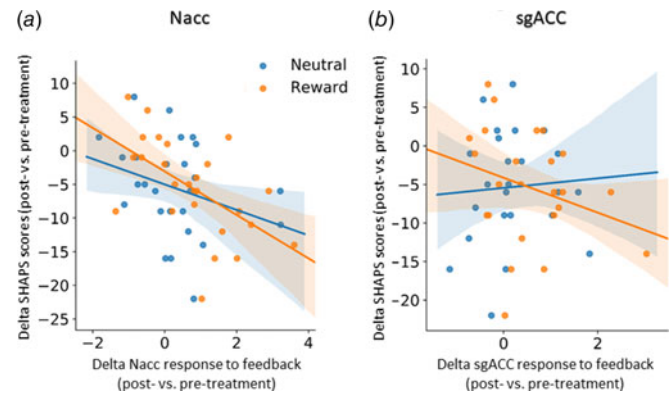 (a)
Nacc
Neutral
Reward
Delta SHAPS scores (post- vs. pre-treatment)
10
5
0
−5
−10
−15
−20
−25
−2
0
2
4
Delta Nacc response to feedback
(post- vs. pre-treatment)
(b)
sgACC
Delta SHAPS scores (post- vs. pre-treatment)
10
5
0
−5
−10
−15
−20
0
2
Delta sgACC response to feedback
(post- vs. pre-treatment)